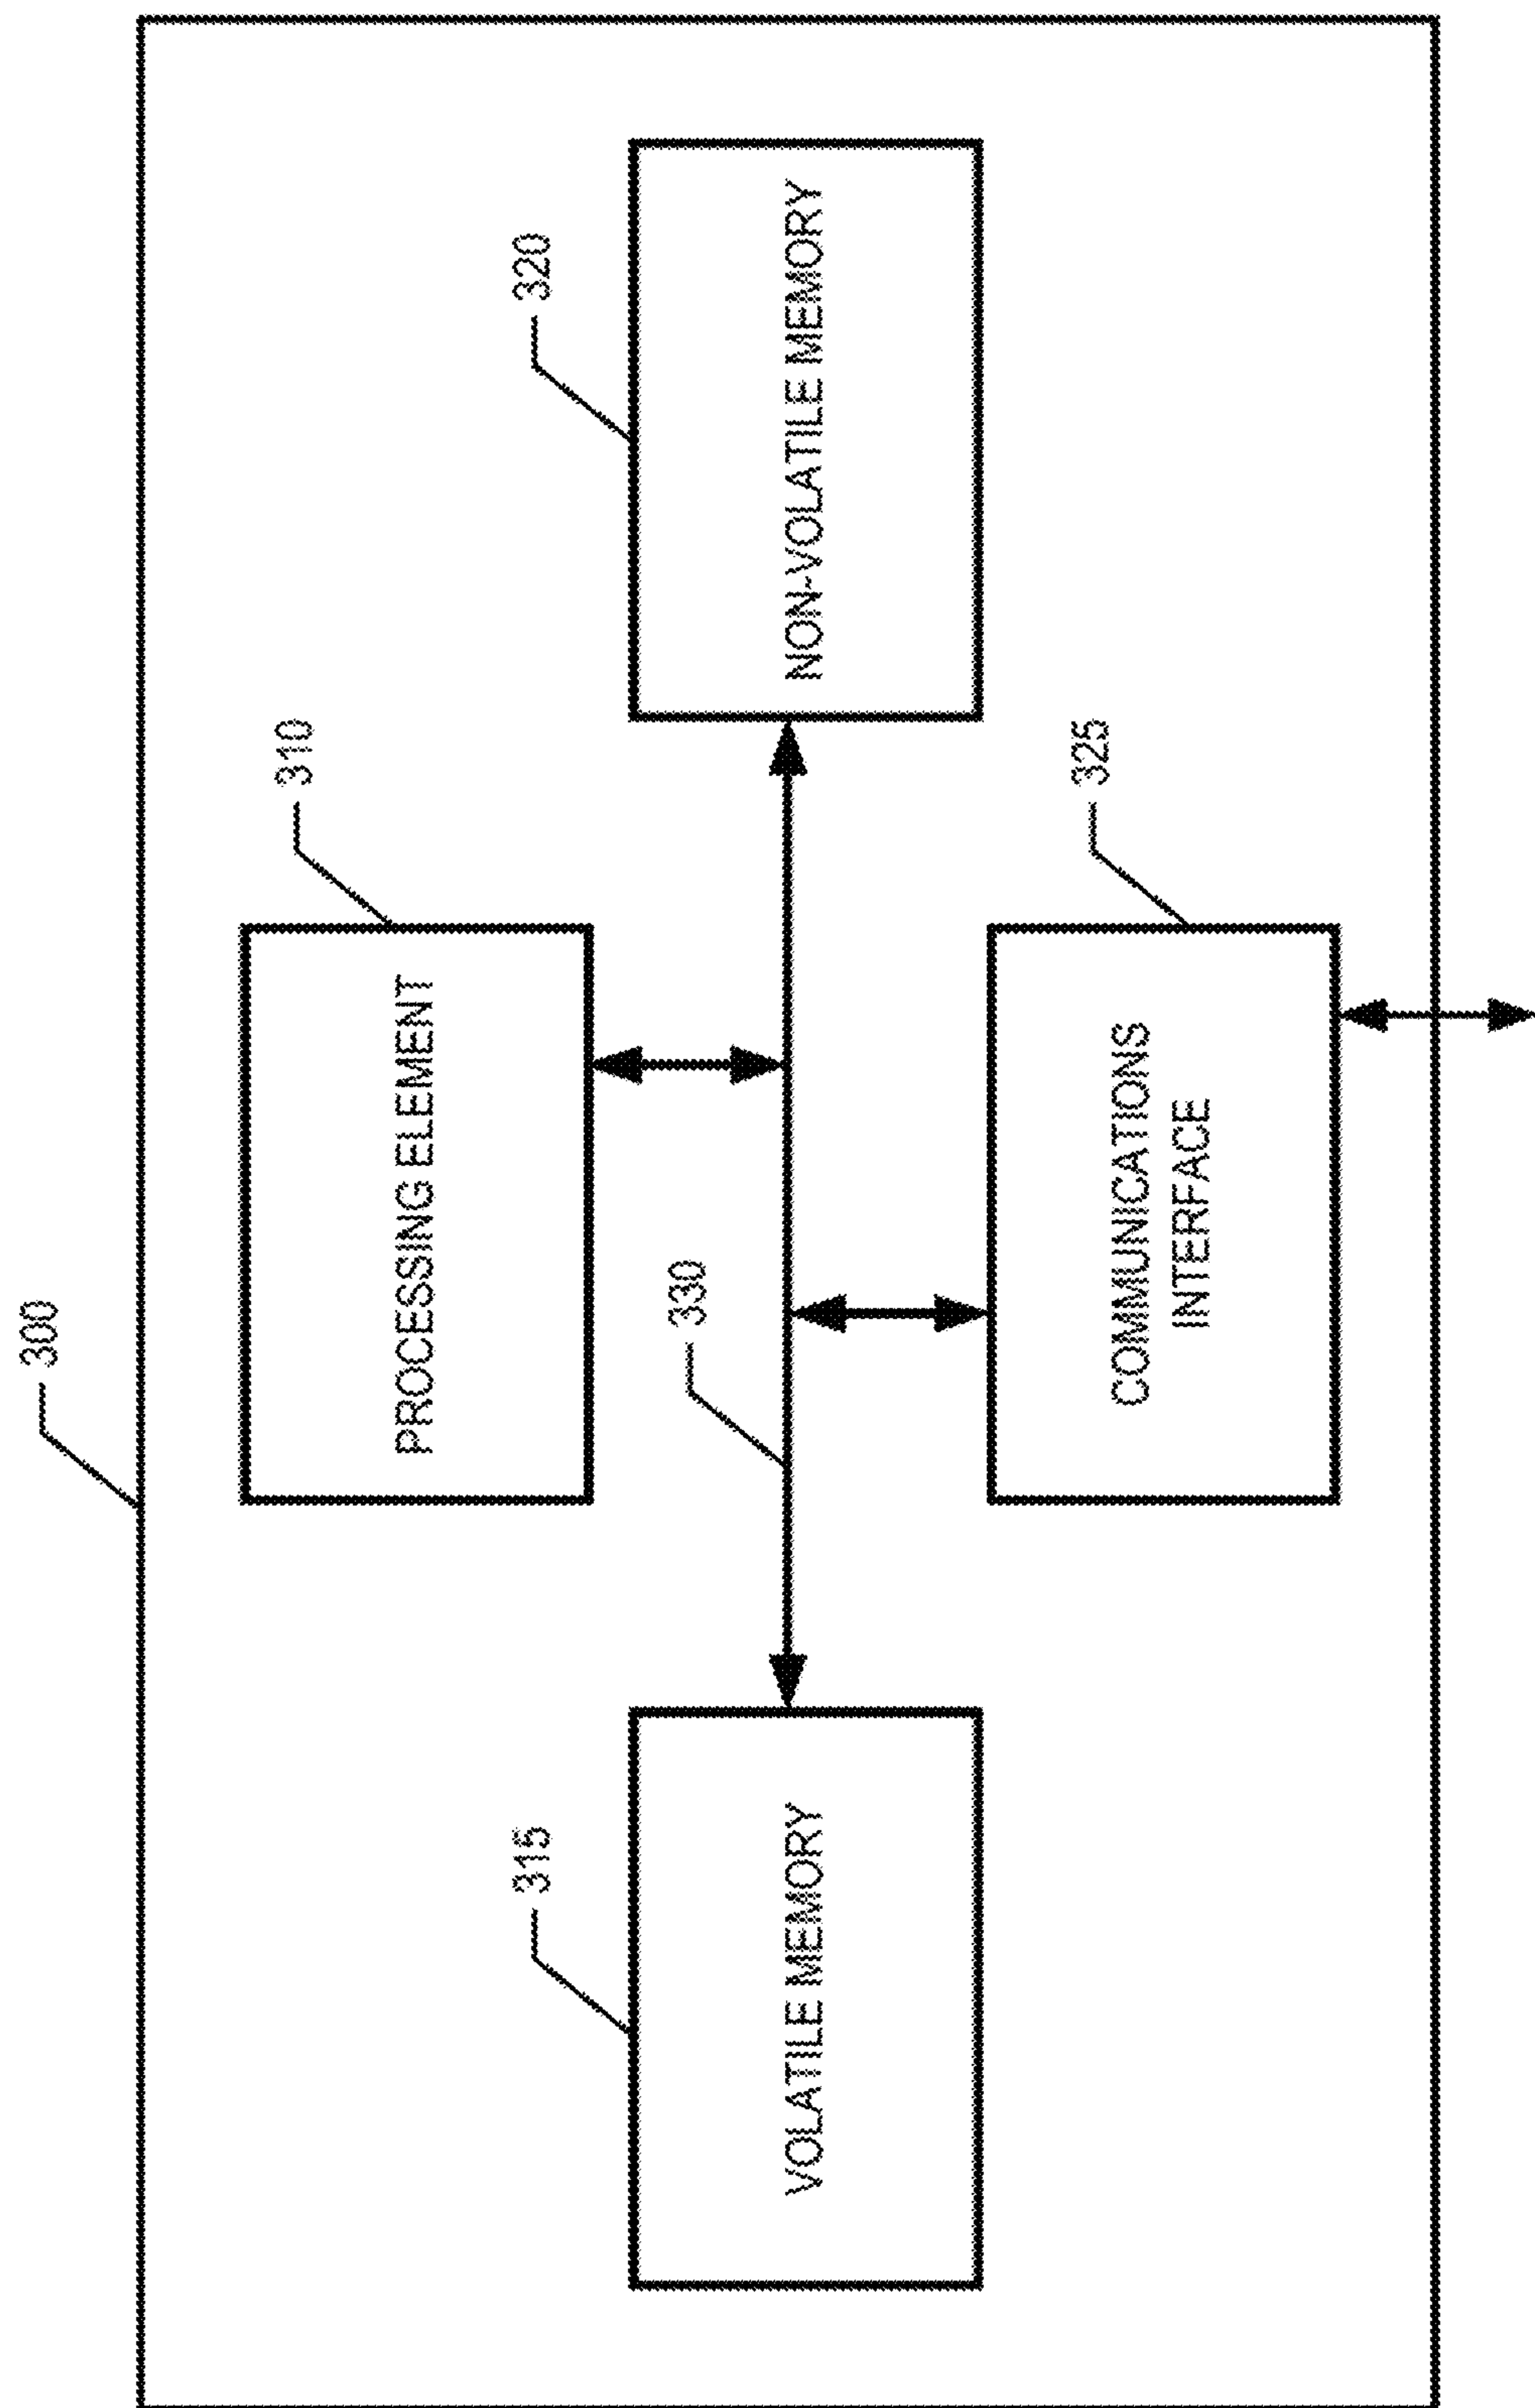 300
310
PROCESSING ELEMENT
315
VOLATILE MEMORY
330
320
NON-VOLATILE MEMORY
325
COMMUNICATIONS
INTERFACE